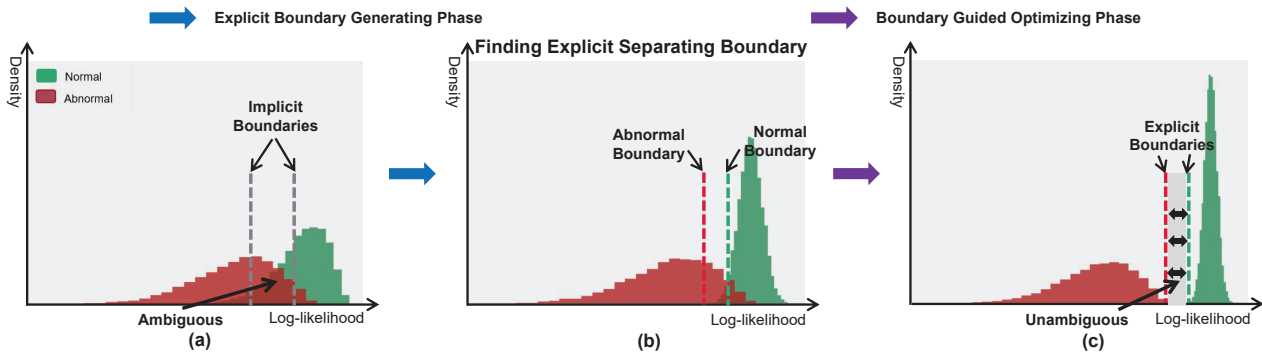 Explicit Boundary Generating Phase
Boundary Guided Optimizing Phase
Density
Normal
Abnormal
Implicit
Boundaries
Ambiguous
Log-likelihood
(a)
Finding Explicit Separating Boundary
Density
Abnormal
Boundary
Normal
Boundary
Log-likelihood
(b)
Density
Explicit
Boundaries
Unambiguous
Log-likelihood
(c)